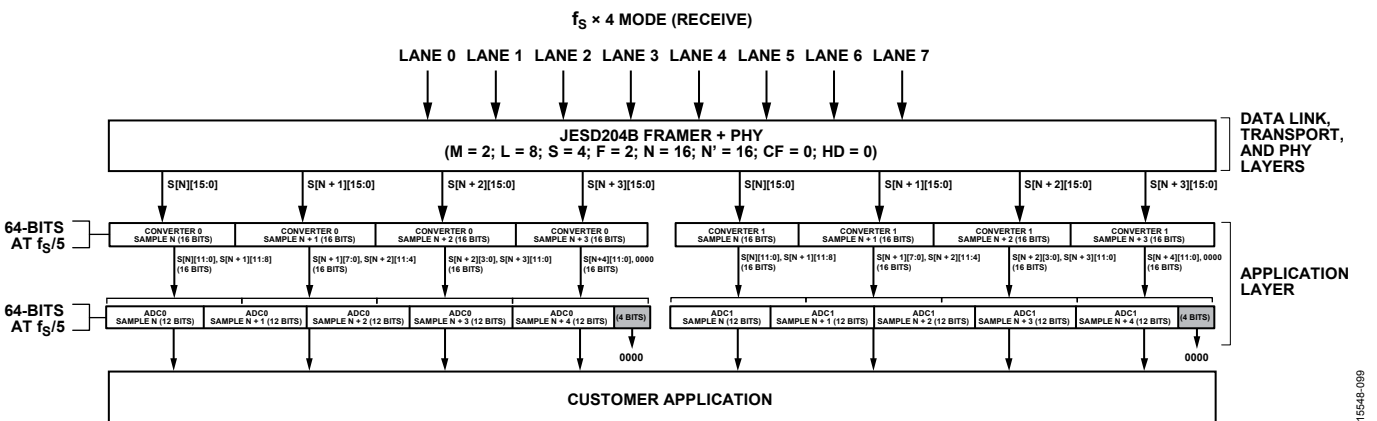 fS × 4 MODE (RECEIVE)
LANE 0 LANE 1 LANE 2 LANE 3 LANE 4 LANE 5 LANE 6 LANE 7
JESD204B FRAMER + PHY
(M = 2; L = 8; S = 4; F = 2; N = 16; N' = 16; CF = 0; HD = 0)
DATA LINK,
TRANSPORT,
AND PHY
LAYERS
S[N][15:0] S[N + 1][15:0] S[N + 2][15:0] S[N + 3][15:0] S[N][15:0] S[N + 1][15:0] S[N + 2][15:0] S[N + 3][15:0]
64-BITS
AT fS/5
CONVERTER 0 CONVERTER 0 CONVERTER 0 CONVERTER 0 CONVERTER 1 CONVERTER 1 CONVERTER 1 CONVERTER 1
SAMPLE N (16 BITS) SAMPLE N + 1 (16 BITS) SAMPLE N + 2 (16 BITS) SAMPLE N + 3 (16 BITS) SAMPLE N (16 BITS) SAMPLE N + 1 (16 BITS) SAMPLE N + 2 (16 BITS) SAMPLE N + 3 (16 BITS)
S[N][11:0], S[N + 1][11:8] S[N + 1][7:0], S[N + 2][11:4] S[N + 2][3:0], S[N + 3][11:0] S[N+4][11:0], 0000 S[N][11:0], S[N + 1][11:8] S[N + 1][7:0], S[N + 2][11:4] S[N + 2][3:0], S[N + 3][11:0] S[N + 4][11:0], 0000
(16 BITS) (16 BITS) (16 BITS) (16 BITS) (16 BITS) (16 BITS) (16 BITS) (16 BITS)
APPLICATION
LAYER
64-BITS
AT fS/5
ADC0 ADC0 ADC0 ADC0 ADC0 (4 BITS) ADC1 ADC1 ADC1 ADC1 ADC1 (4 BITS)
SAMPLE N (12 BITS) SAMPLE N + 1 (12 BITS) SAMPLE N + 2 (12 BITS) SAMPLE N + 3 (12 BITS) SAMPLE N + 4 (12 BITS) SAMPLE N (12 BITS) SAMPLE N + 1 (12 BITS) SAMPLE N + 2 (12 BITS) SAMPLE N + 3 (12 BITS) SAMPLE N + 4 (12 BITS)
0000 0000
CUSTOMER APPLICATION
15548-099